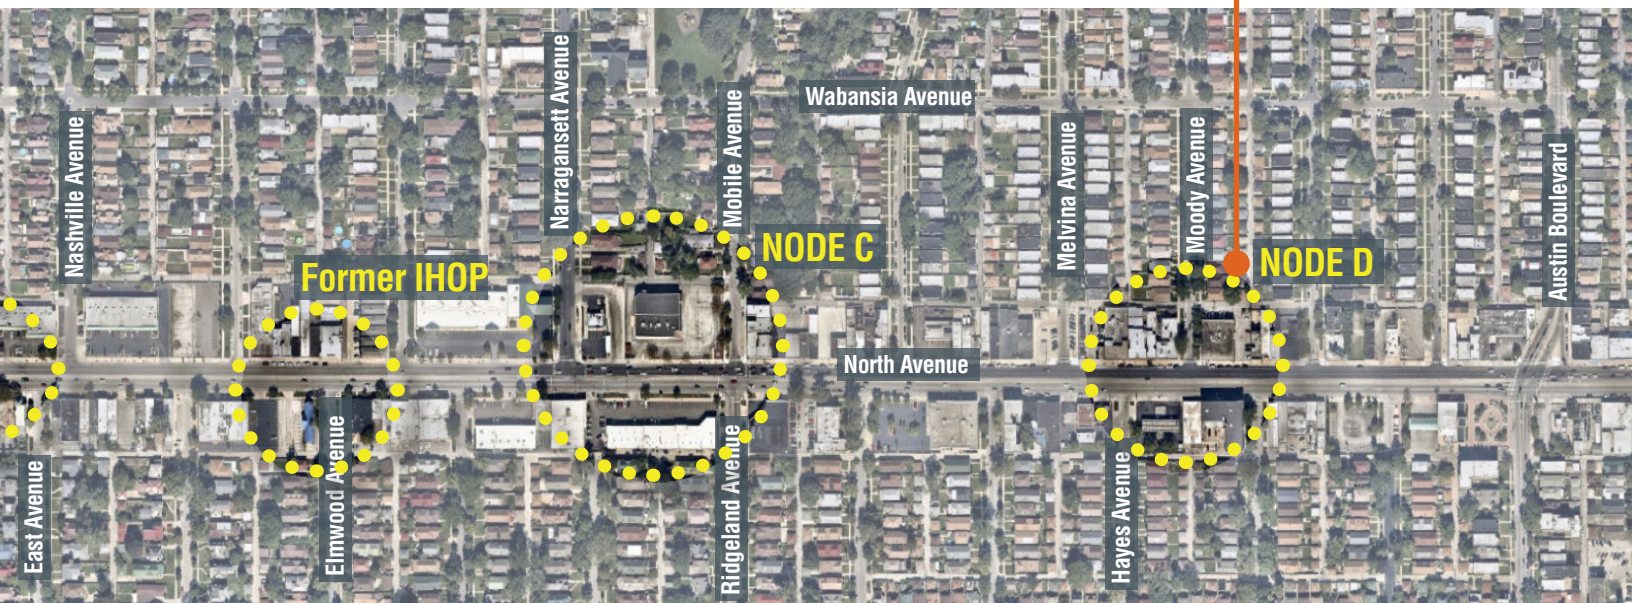 Nashville Avenue
Narragansett Avenue
Mobile Avenue
Wabansia Avenue
Melvina Avenue
Moody Avenue
Austin Boulevard
Former IHOP
NODE C
NODE D
North Avenue
East Avenue
Elmwood Avenue
Ridgeland Avenue
Hayes Avenue